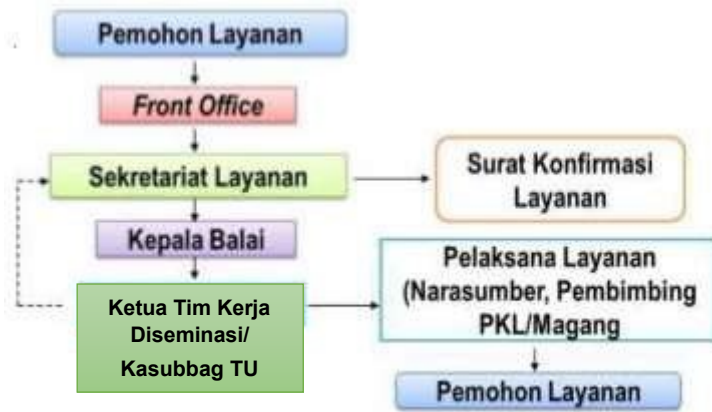 Pemohon Layanan
Front Office
Sekretariat Layanan
Surat Konfirmasi
Layanan
Kepala Balai
Ketua Tim Kerja
Diseminasi/
Kasubbag TU
Pelaksana Layanan
(Narasumber, Pembimbing
PKL/Magang
Pemohon Layanan